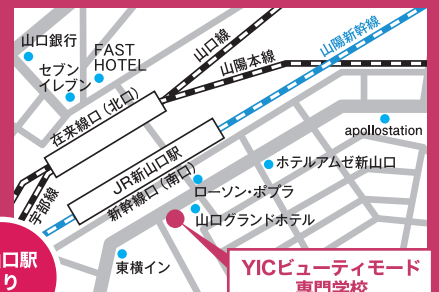 山口銀行
セブン
イレブン
FAST
HOTEL
山口線
山陽本線
山陽新幹線
在来線口（北口）
宇部線
JR新山口駅
新幹線口（南口）
apollostation
ホテルアムゼ新山口
ローソン・ポプラ
山口グランドホテル
東横イン
口駅
り
YICビューティモード
専門学校